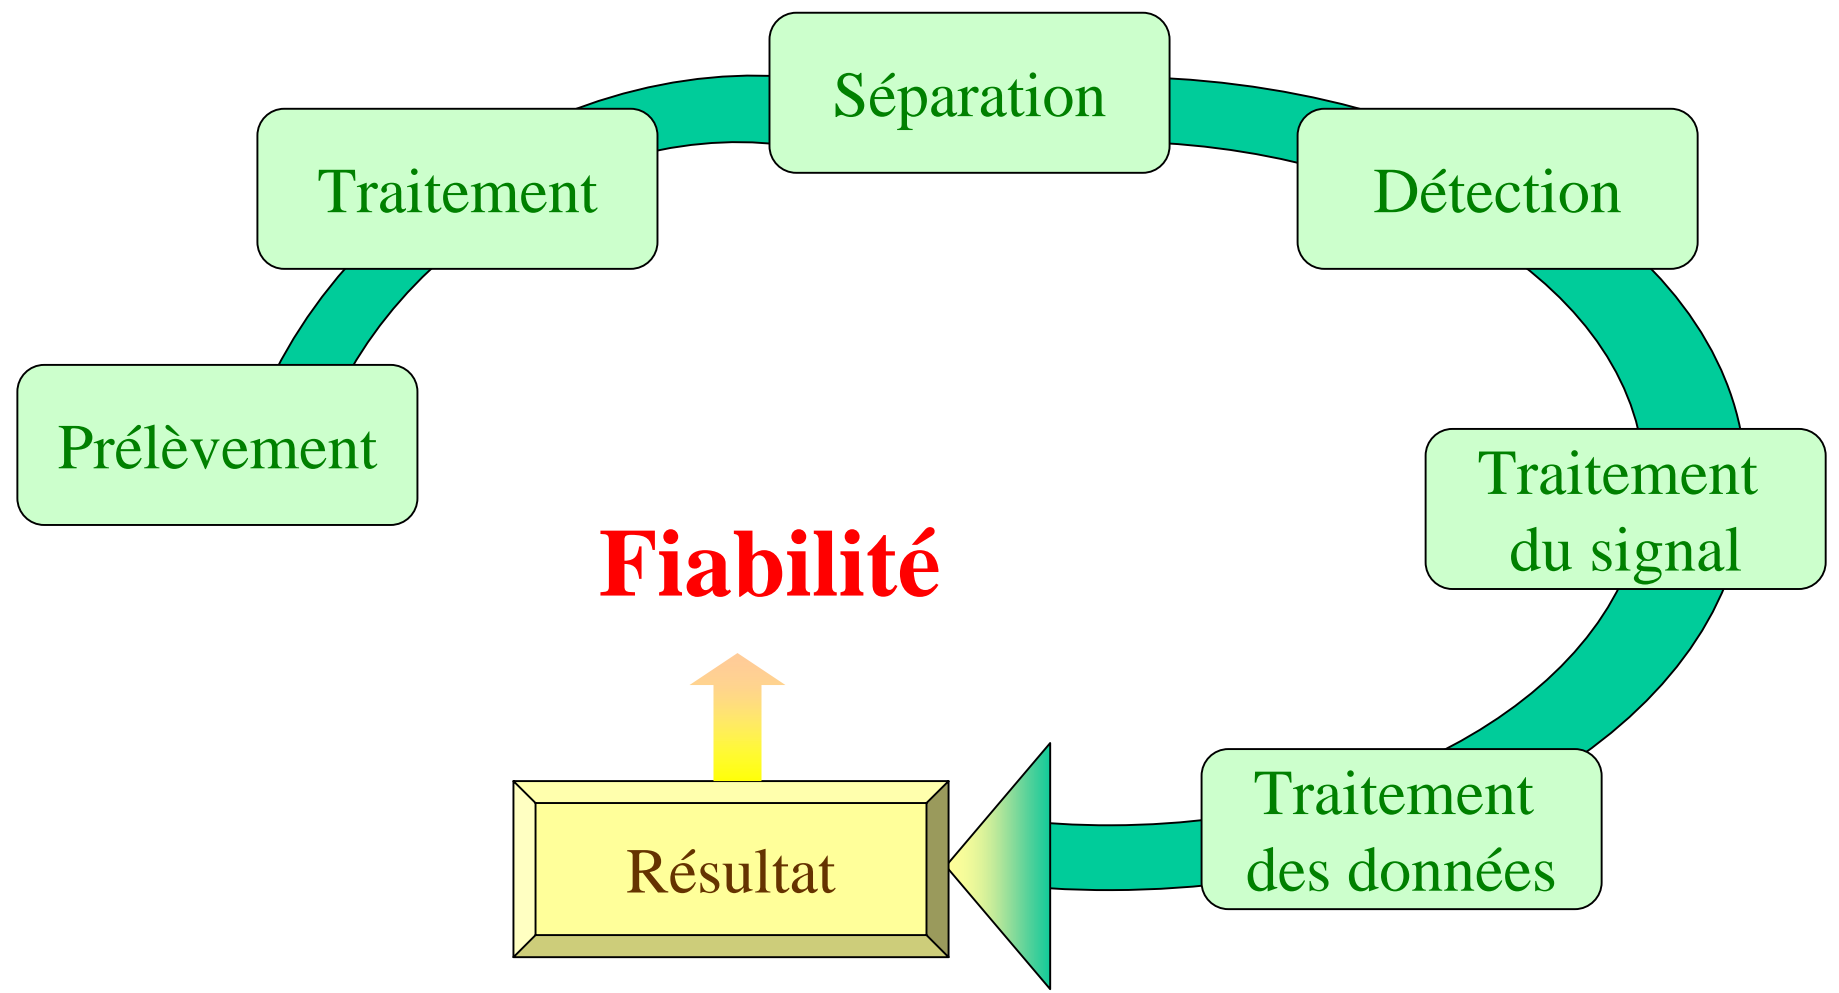 Prélèvement
Traitement
Séparation
Détection
Traitement
du signal
Traitement
des données
Résultat
Fiabilité